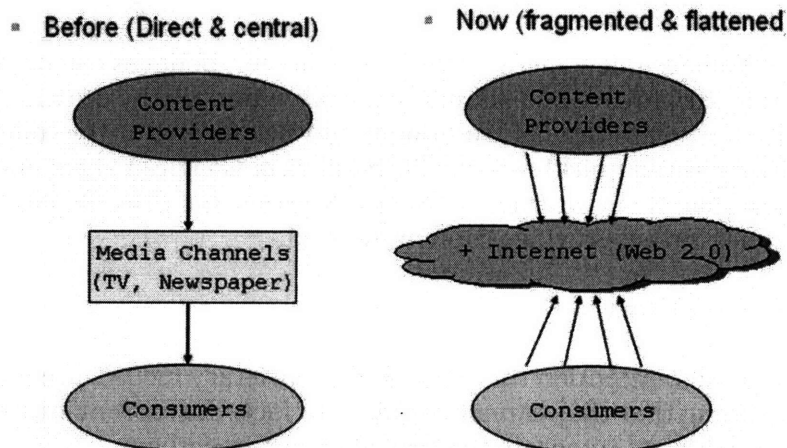 ▪ Before (Direct & central)
Content
Providers
Media Channels
(TV, Newspaper)
Consumers
▪ Now (fragmented & flattened
Content
Providers
+ Internet (Web 2.0)
Consumers